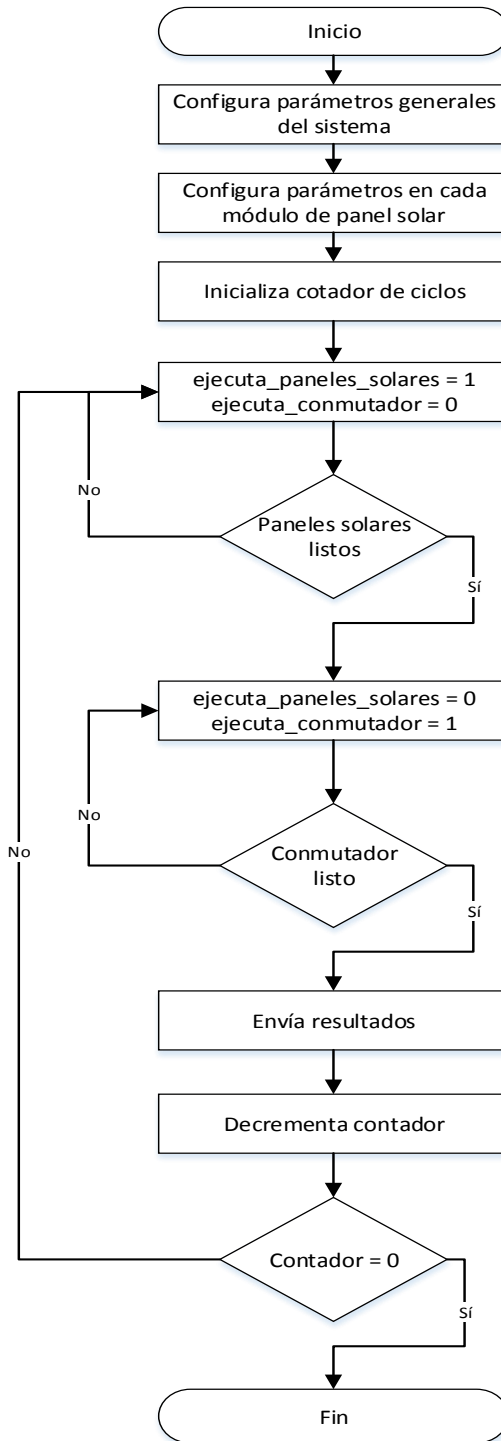 Inicio
Configura parámetros generales
del sistema
Configura parámetros en cada
módulo de panel solar
Inicializa cotador de ciclos
ejecuta_paneles_solares = 1
ejecuta_conmutador = 0
No
Paneles solares
listos
Sí
ejecuta_paneles_solares = 0
ejecuta_conmutador = 1
No
No
Conmutador
listo
Sí
Envía resultados
Decrementa contador
Contador = 0
Sí
Fin